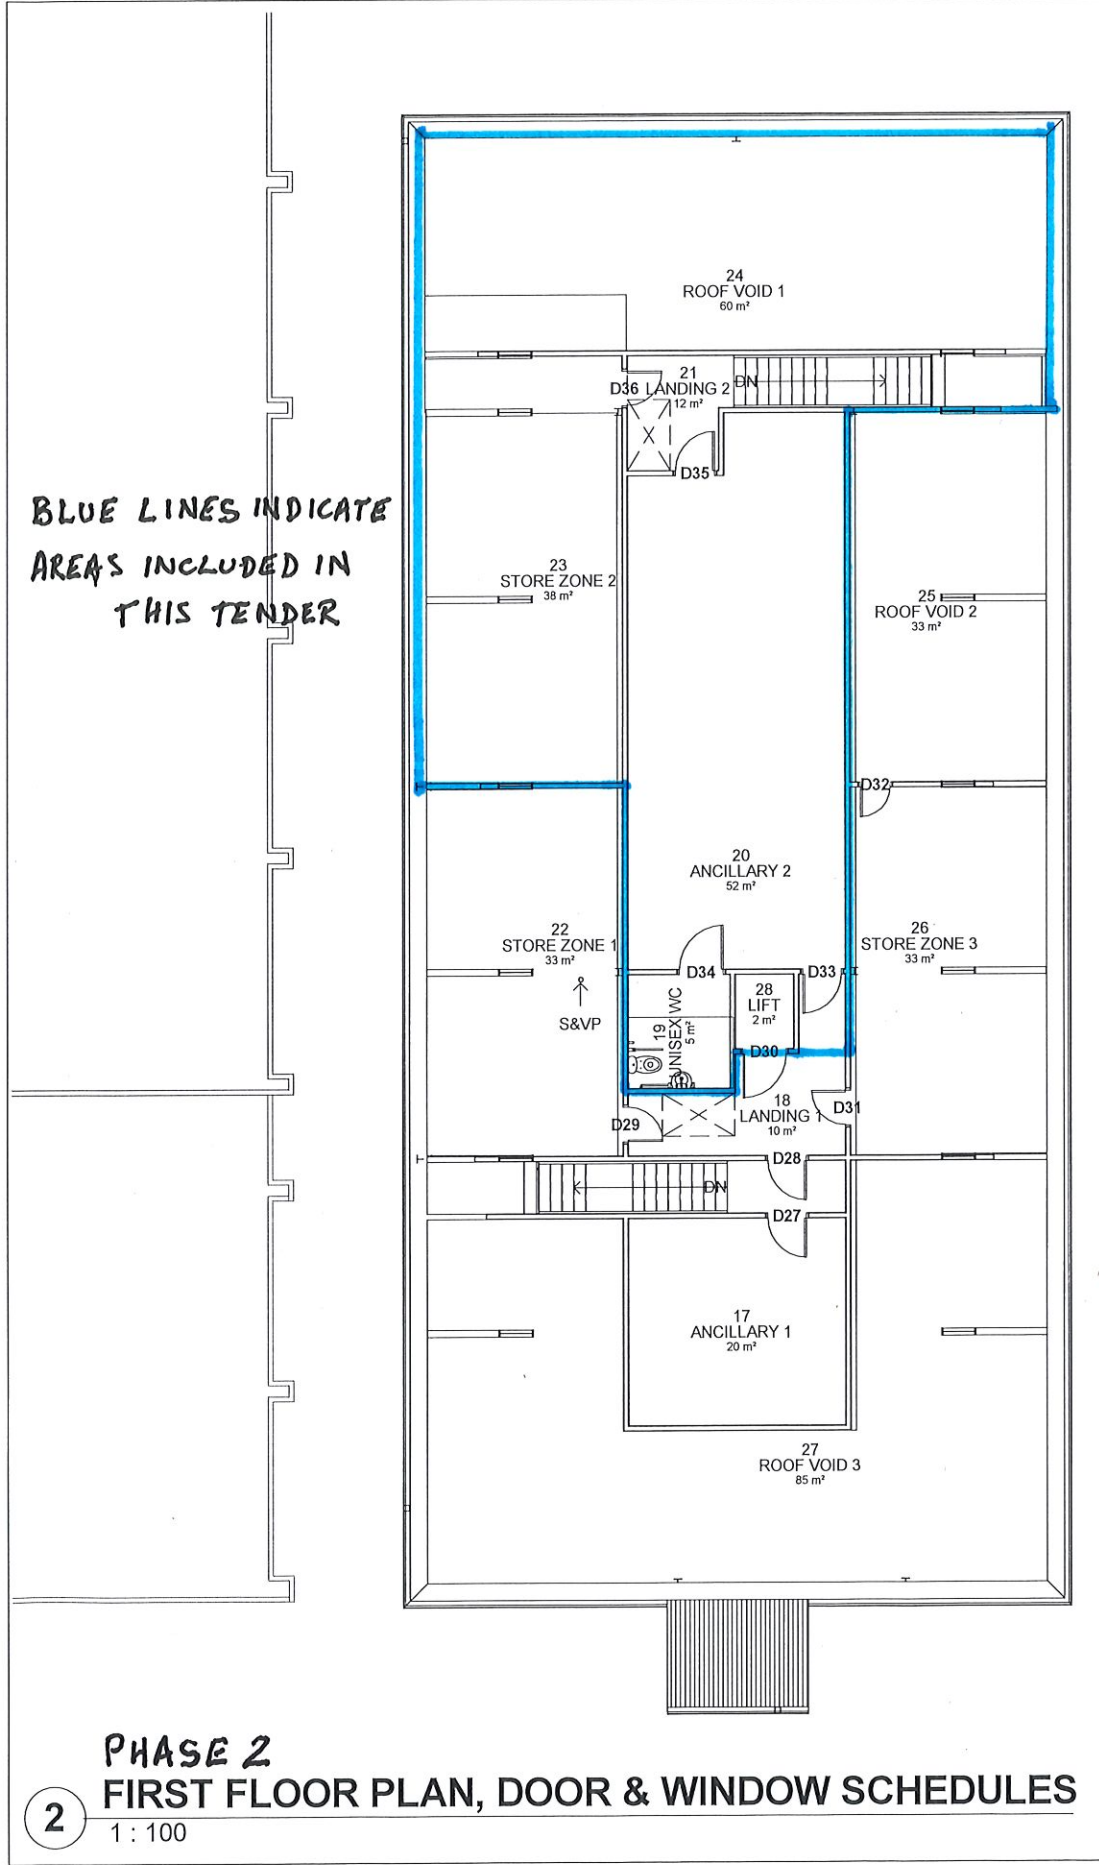 24
ROOF VOID 1
60 m²
D36
21
LANDING 2
12 m²
DN
D35
BLUE LINES INDICATE
AREAS INCLUDED IN
THIS TENDER
23
STORE ZONE 2
38 m²
25
ROOF VOID 2
33 m²
D32
20
ANCILLARY 2
52 m²
22
STORE ZONE 1
33 m²
26
STORE ZONE 3
33 m²
D34
D33
S&VP
19
UNISEX WC
5 m²
28
LIFT
2 m²
D30
18
LANDING 1
10 m²
D31
D29
D28
DN
D27
17
ANCILLARY 1
20 m²
27
ROOF VOID 3
85 m²
PHASE 2
2
FIRST FLOOR PLAN, DOOR & WINDOW SCHEDULES
1 : 100